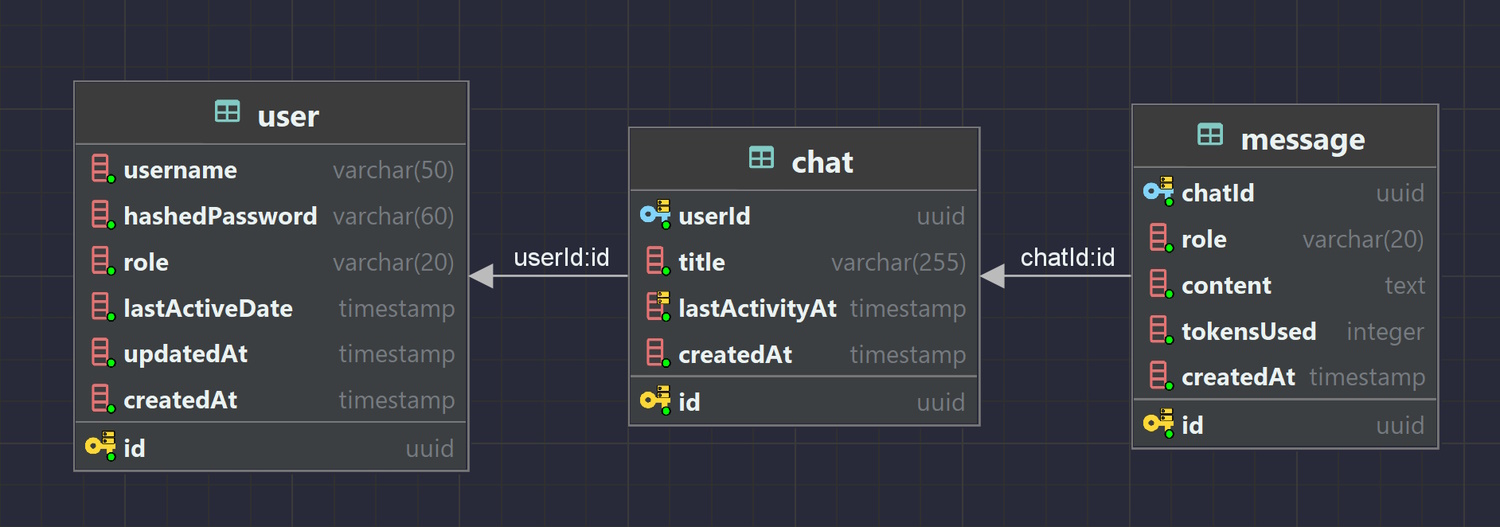 user
username varchar(50)
hashedPassword varchar(60)
role varchar(20)
lastActiveDate timestamp
updatedAt timestamp
createdAt timestamp
id uuid
userId:id
chat
userId uuid
title varchar(255)
lastActivityAt timestamp
createdAt timestamp
id uuid
chatId:id
message
chatId uuid
role varchar(20)
content text
tokensUsed integer
createdAt timestamp
id uuid